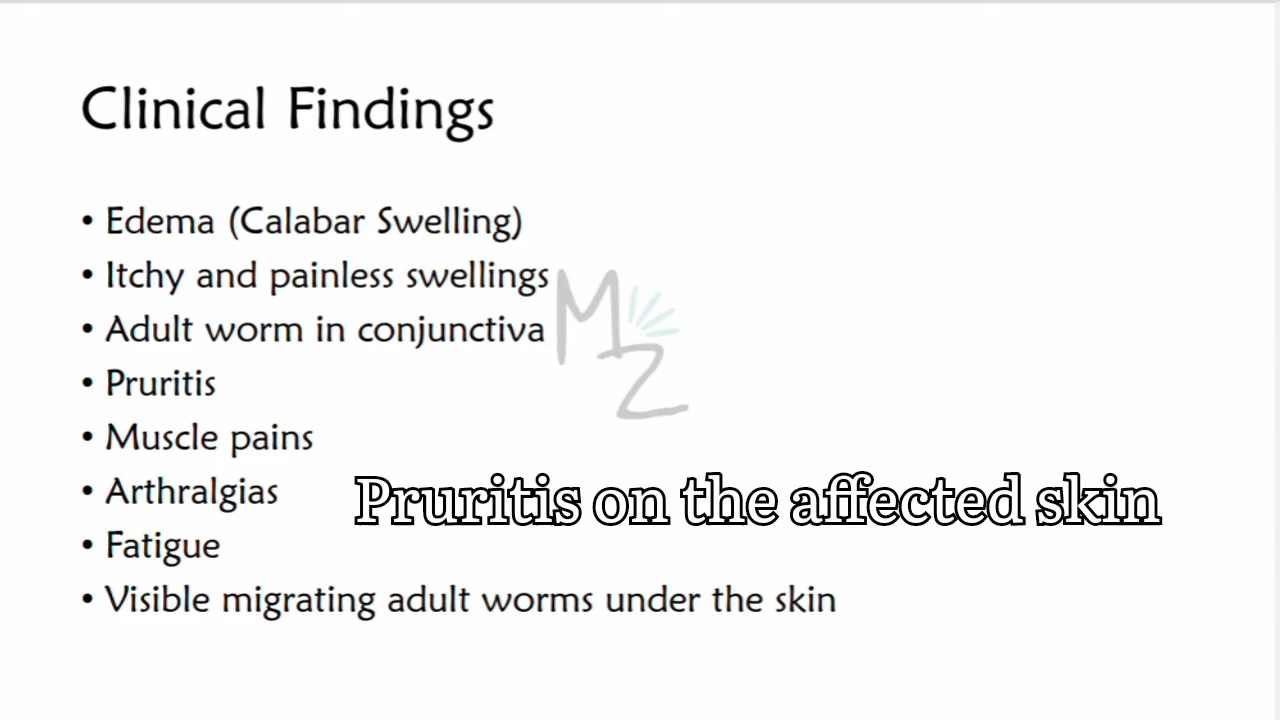 Clinical Findings
• Edema (Calabar Swelling)
• Itchy and painless swellings
• Adult worm in conjunctiva
• Pruritis
• Muscle pains
• Arthralgias
Pruritis on the affected skin
• Fatigue
• Visible migrating adult worms under the skin
MZ